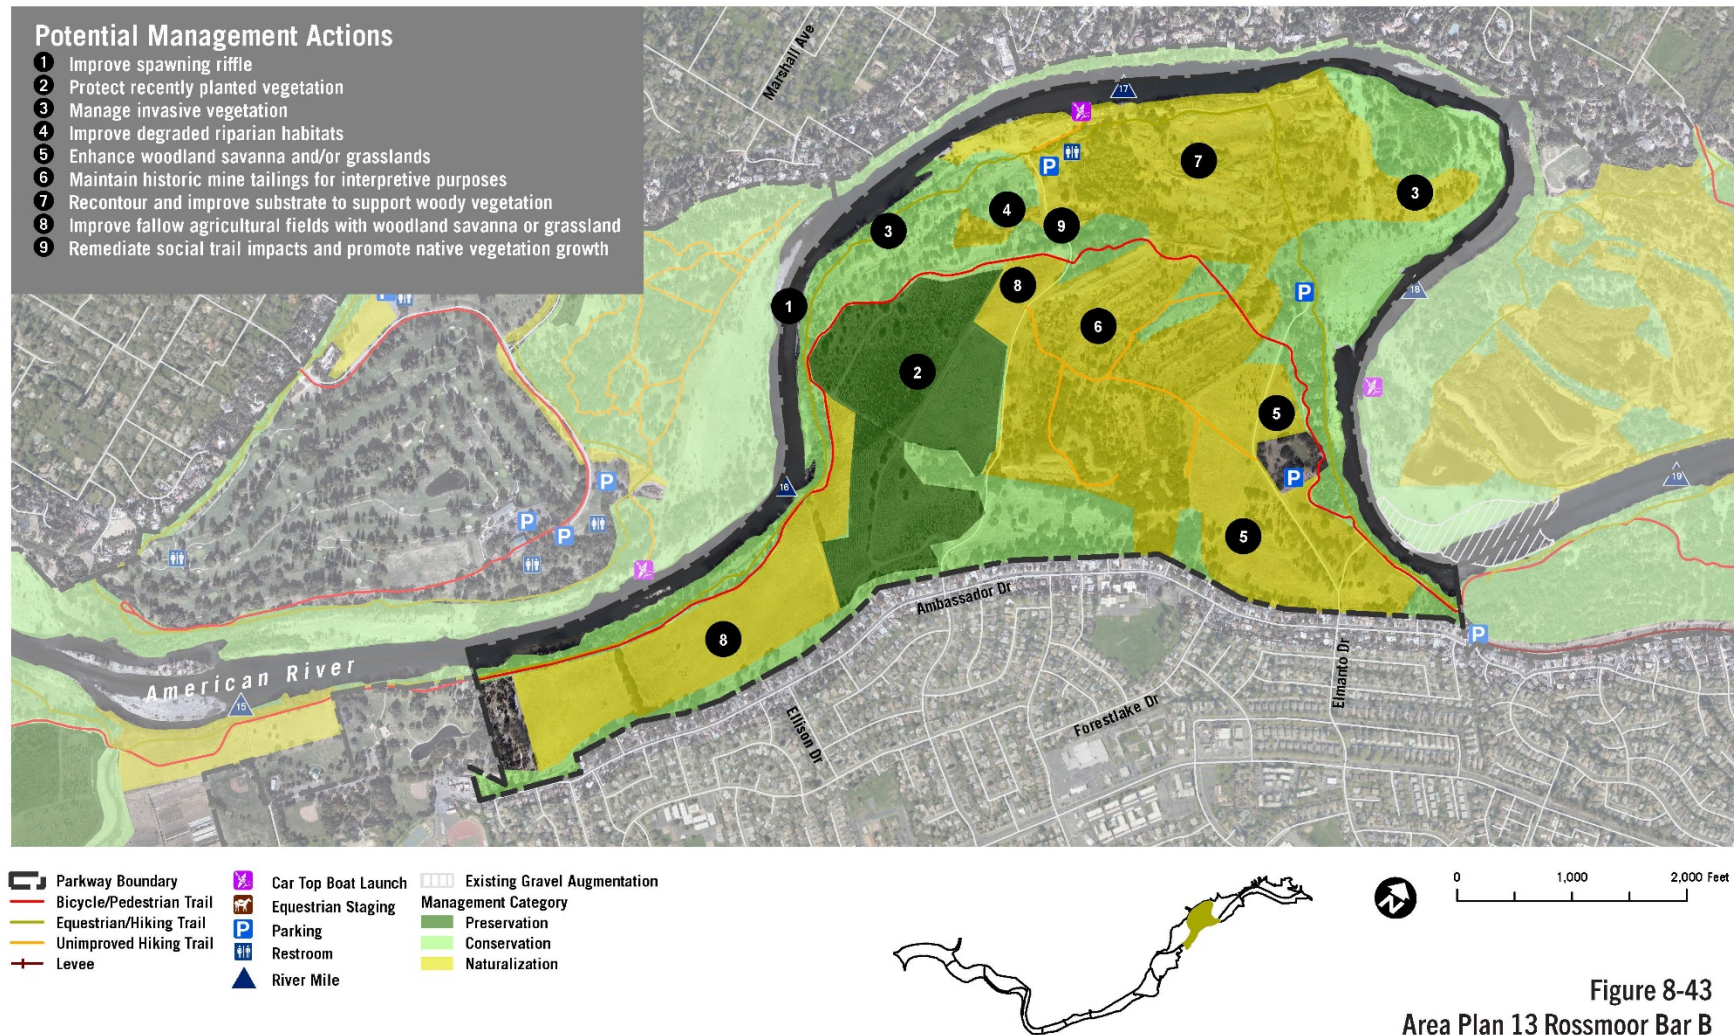 Potential Management Actions
1 Improve spawning riffle
2 Protect recently planted vegetation
3 Manage invasive vegetation
4 Improve degraded riparian habitats
5 Enhance woodland savanna and/or grasslands
6 Maintain historic mine tailings for interpretive purposes
7 Recontour and improve substrate to support woody vegetation
8 Improve fallow agricultural fields with woodland savanna or grassland
9 Remediate social trail impacts and promote native vegetation growth
Marshall Ave
17
P
7
3
4
3
9
8
P
18
1
6
2
5
P
P
16
19
P
P
5
Ambassador Dr
P
8
American River
15
Elmanto Dr
Forestlake Dr
Ellison Dr
Parkway Boundary
Bicycle/Pedestrian Trail
Equestrian/Hiking Trail
Unimproved Hiking Trail
Levee
Car Top Boat Launch
Equestrian Staging
P Parking
Restroom
River Mile
Existing Gravel Augmentation
Management Category
Preservation
Conservation
Naturalization
N
0 1,000 2,000 Feet
Figure 8-43
Area Plan 13 Rossmoor Bar B